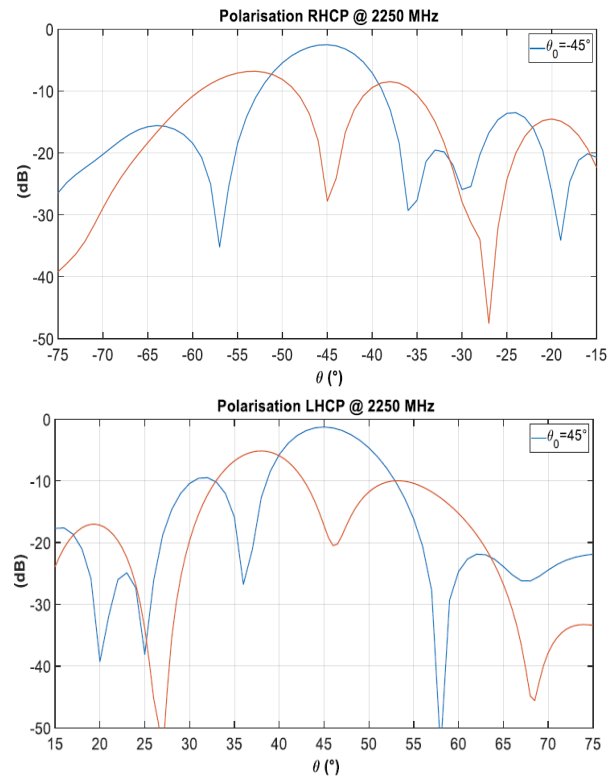 Polarisation RHCP @ 2250 MHz
θ0=-45°
0
-10
-20
-30
-40
-50
(dB)
-75 -70 -65 -60 -55 -50 -45 -40 -35 -30 -25 -20 -15
θ (°)
Polarisation LHCP @ 2250 MHz
θ0=45°
0
-10
-20
-30
-40
-50
(dB)
15 20 25 30 35 40 45 50 55 60 65 70 75
θ (°)